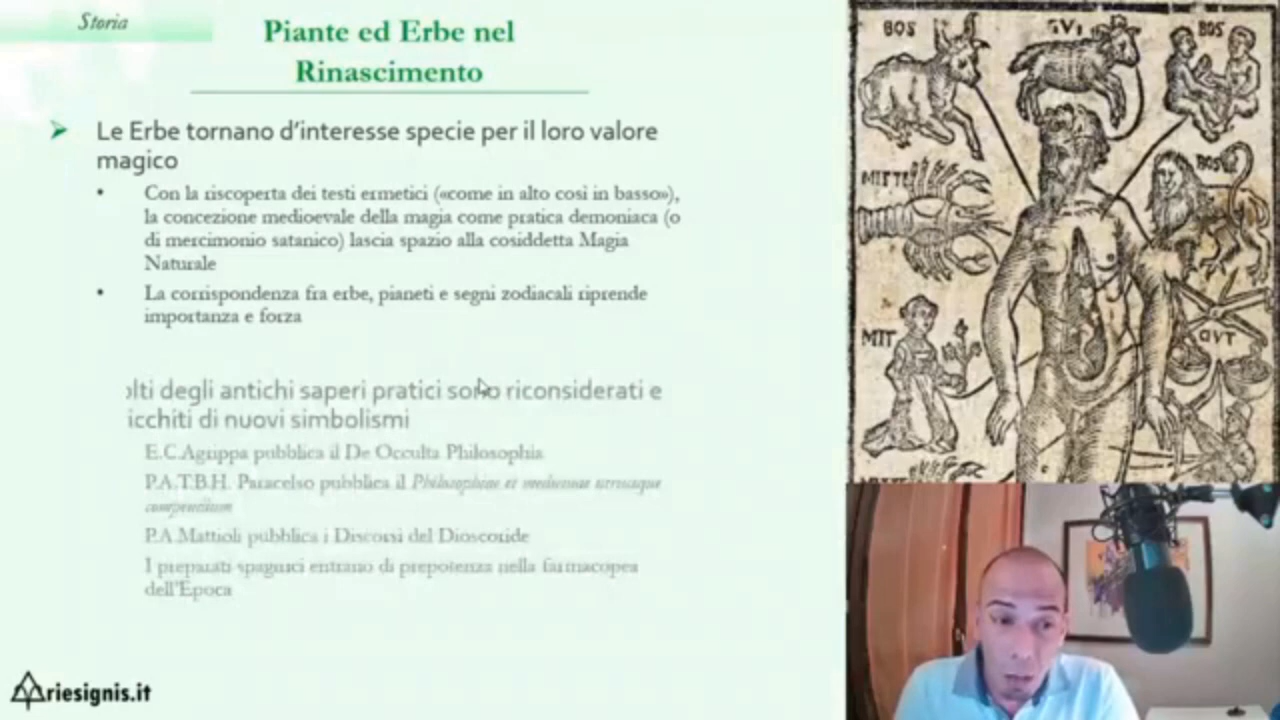 Storia
Piante ed Erbe nel
Rinascimento
Le Erbe tornano d'interesse specie per il loro valore
magico
Con la riscoperta dei testi ermetici («come in alto così in basso»),
la concezione medioevale della magia come pratica demoniaca (o
di mercimonio satanico) lascia spazio alla cosiddetta Magia
Naturale
La corrispondenza fra erbe, pianeti e segni zodiacali riprende
importanza e forza
olti degli antichi saperi pratici sono riconsiderati e
icchiti di nuovi simbolismi
E.C.Agrippa pubblica il De Occulta Philosophia
P.A.T.B.H. Paracelso pubblica il Philosophiae et medicinae utriusque
compendium
P.A.Mattioli pubblica i Discorsi del Dioscoride
I preparati spagirici entrano di prepotenza nella farmacopea
dell'Epoca
riesignis.it
BOS
GVI
BOS
MITTE
BOS
MIT
QVT